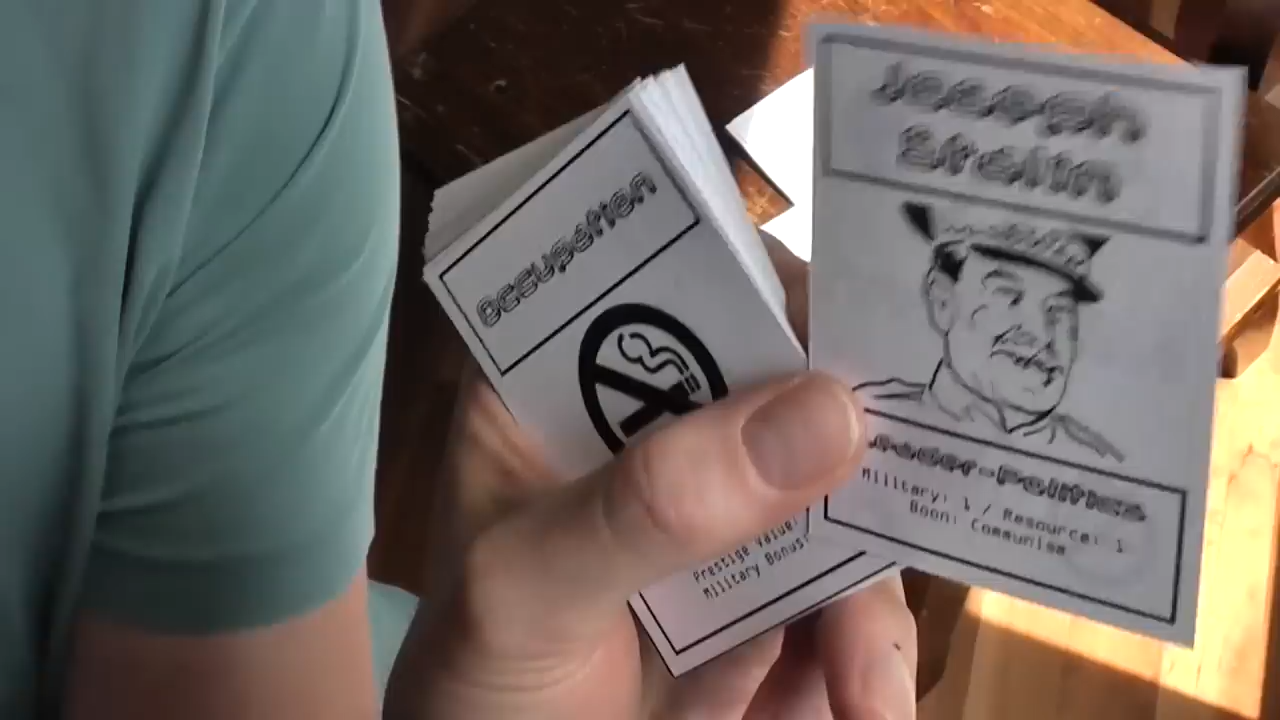 Occupation
Prestige Value:
Military Bonus:
Joseph
Stalin
Leader-Politics
Military: 1 / Resource: 1
Boon: Communism